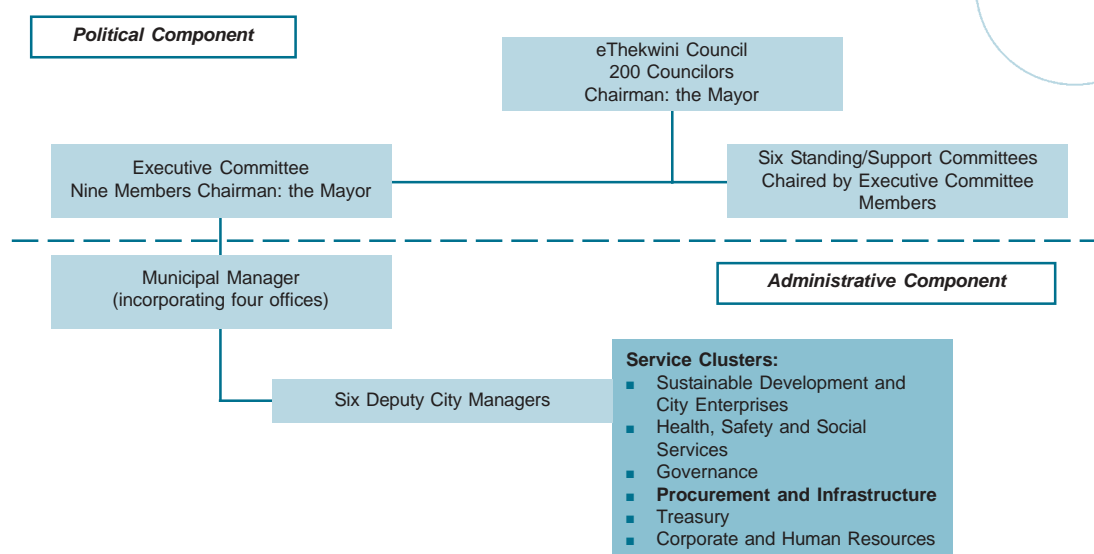 Political Component
eThekwini Council
200 Councilors
Chairman: the Mayor
Executive Committee
Nine Members Chairman: the Mayor
Six Standing/Support Committees
Chaired by Executive Committee
Members
Municipal Manager
(incorporating four offices)
Administrative Component
Six Deputy City Managers
Service Clusters:
■ Sustainable Development and
City Enterprises
■ Health, Safety and Social
Services
■ Governance
■ Procurement and Infrastructure
■ Treasury
■ Corporate and Human Resources